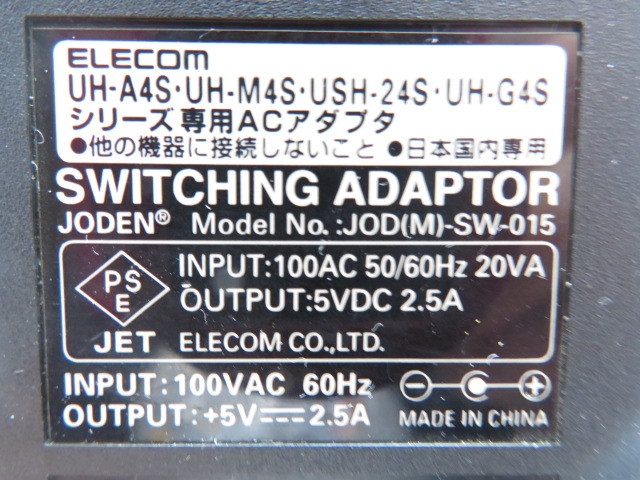 ELECOM
UH-A4S・UH-M4S・USH-24S・UH-G4S
シリーズ専用ACアダプタ
●他の機器に接続しないこと ●日本国内専用
SWITCHING ADAPTOR
JODEN® Model No.:JOD(M)-SW-015
PSE
INPUT:100AC 50/60Hz 20VA
OUTPUT:5VDC 2.5A
JET ELECOM CO.,LTD.
INPUT:100VAC 60Hz
OUTPUT:+5V⎓2.5A
MADE IN CHINA